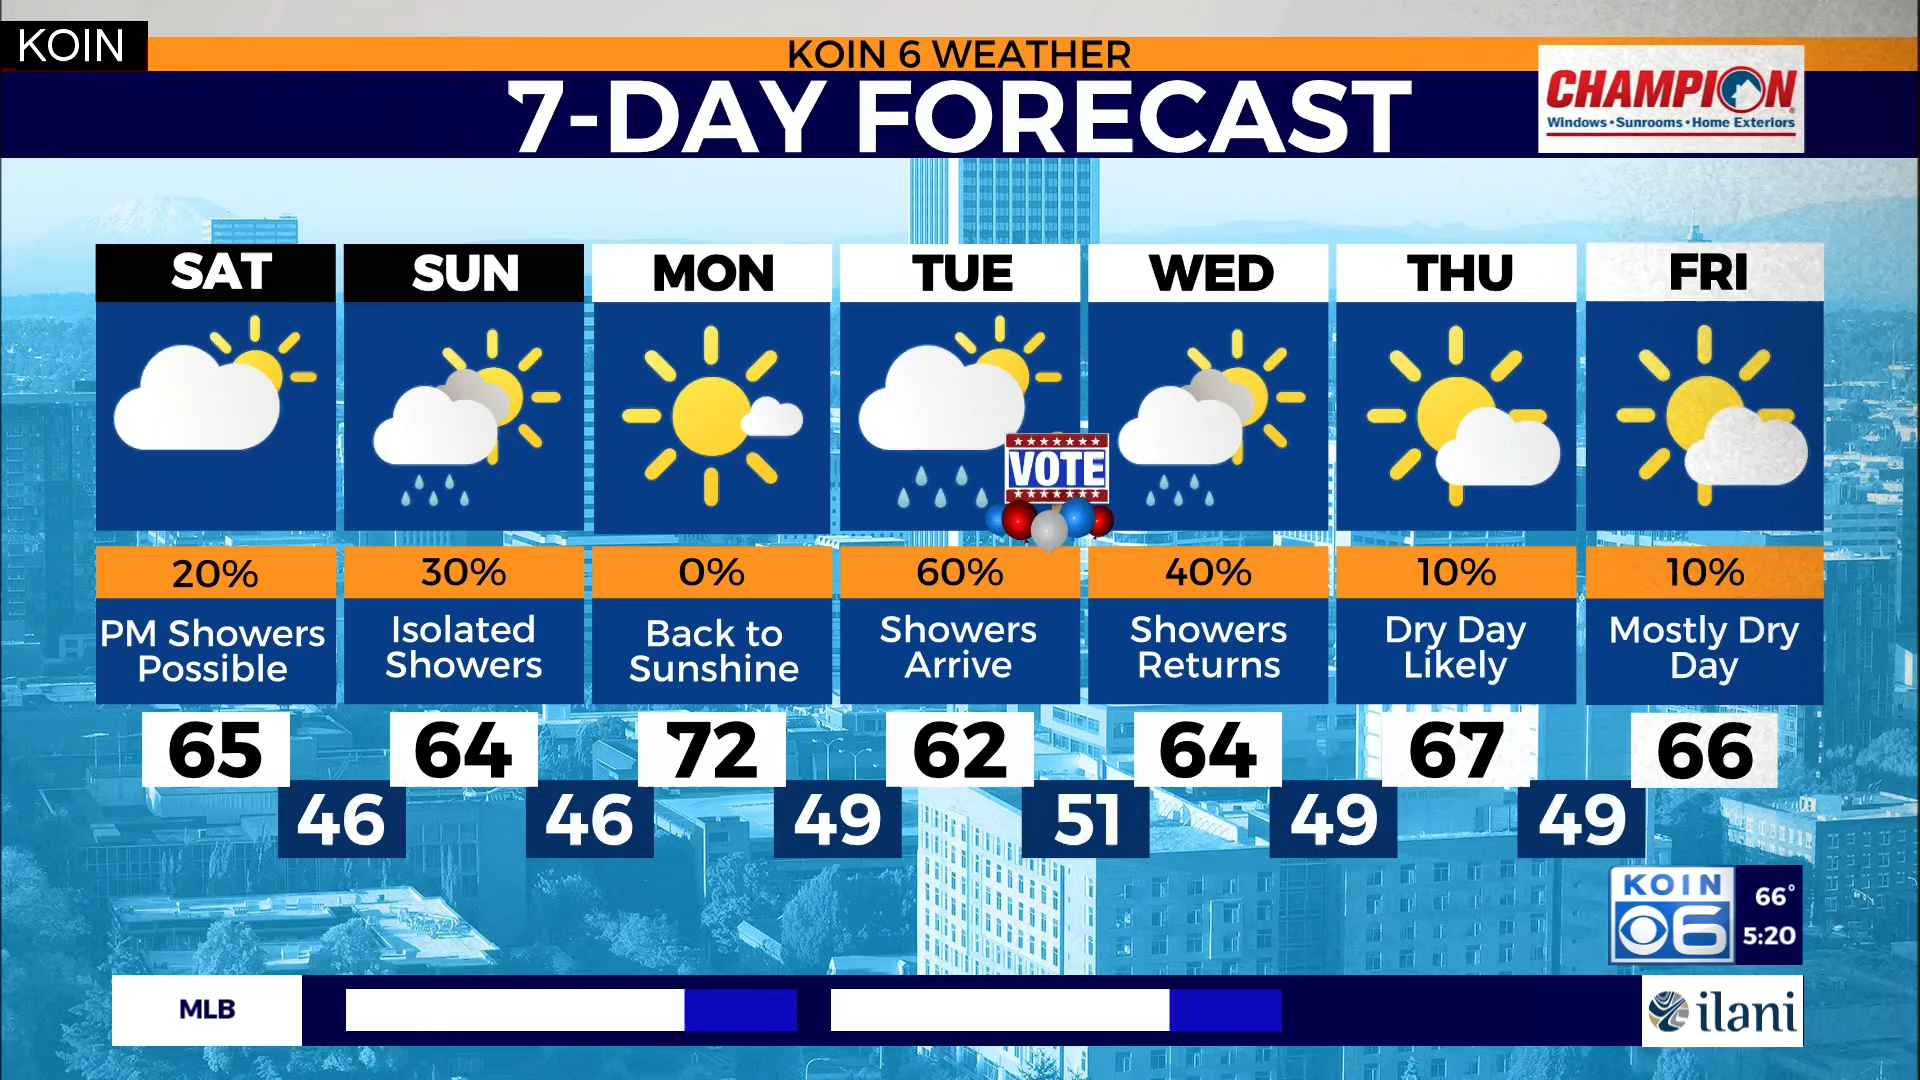 KOIN
KOIN 6 WEATHER
7-DAY FORECAST
CHAMPION
Windows • Sunrooms • Home Exteriors
SAT
SUN
MON
TUE
WED
THU
FRI
VOTE
20%
30%
0%
60%
40%
10%
10%
PM Showers
Possible
Isolated
Showers
Back to
Sunshine
Showers
Arrive
Showers
Returns
Dry Day
Likely
Mostly Dry
Day
65
64
72
62
64
67
66
46
46
49
51
49
49
KOIN
6
66°
5:20
MLB
ilani